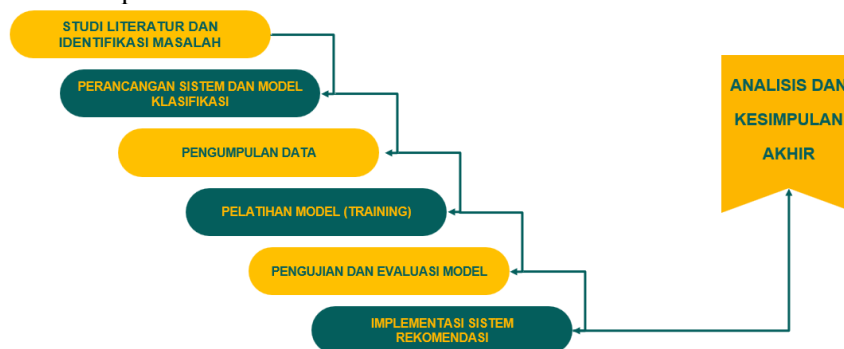 STUDI LITERATUR DAN
IDENTIFIKASI MASALAH
PERANCANGAN SISTEM DAN MODEL
KLASIFIKASI
PENGUMPULAN DATA
PELATIHAN MODEL (TRAINING)
PENGUJIAN DAN EVALUASI MODEL
IMPLEMENTASI SISTEM
REKOMENDASI
ANALISIS DAN
KESIMPULAN
AKHIR